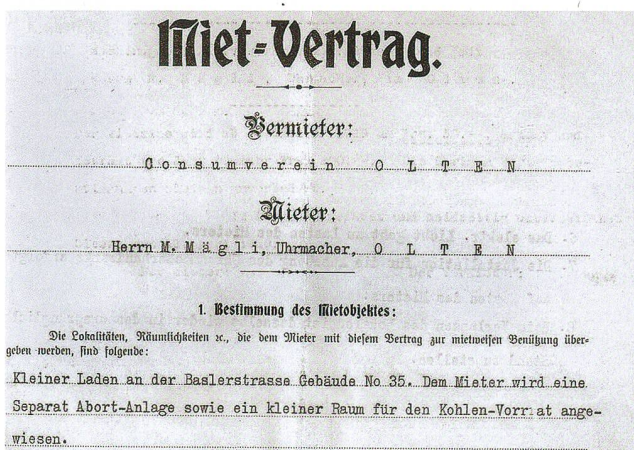 Miet-Vertrag.
Vermieter:
Consumverein OLTEN
Mieter:
Herrn M. Mägli, Uhrmacher, OLTEN
1. Bestimmung des Mietobjektes:
Die Lokalitäten, Räumlichkeiten ꝛc., die dem Mieter mit diesem Vertrag zur mietweisen Benützung über-
geben werden, sind folgende:
Kleiner Laden an der Baslerstrasse Gebäude No 35. Dem Mieter wird eine
Separat Abort-Anlage sowie ein kleiner Raum für den Kohlen-Vorrat ange-
wiesen.